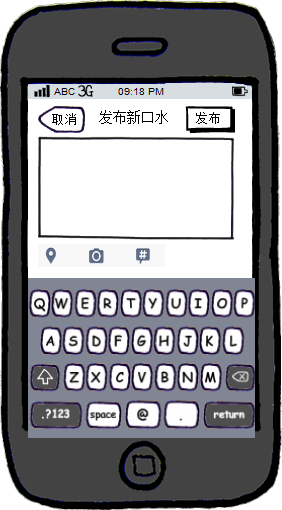 ABC 3G 09:18 PM
取消 发布新口水 发布
#
Q W E R T Y U I O P
A S D F G H J K L
Z X C V B N M
.?123 space @ . return